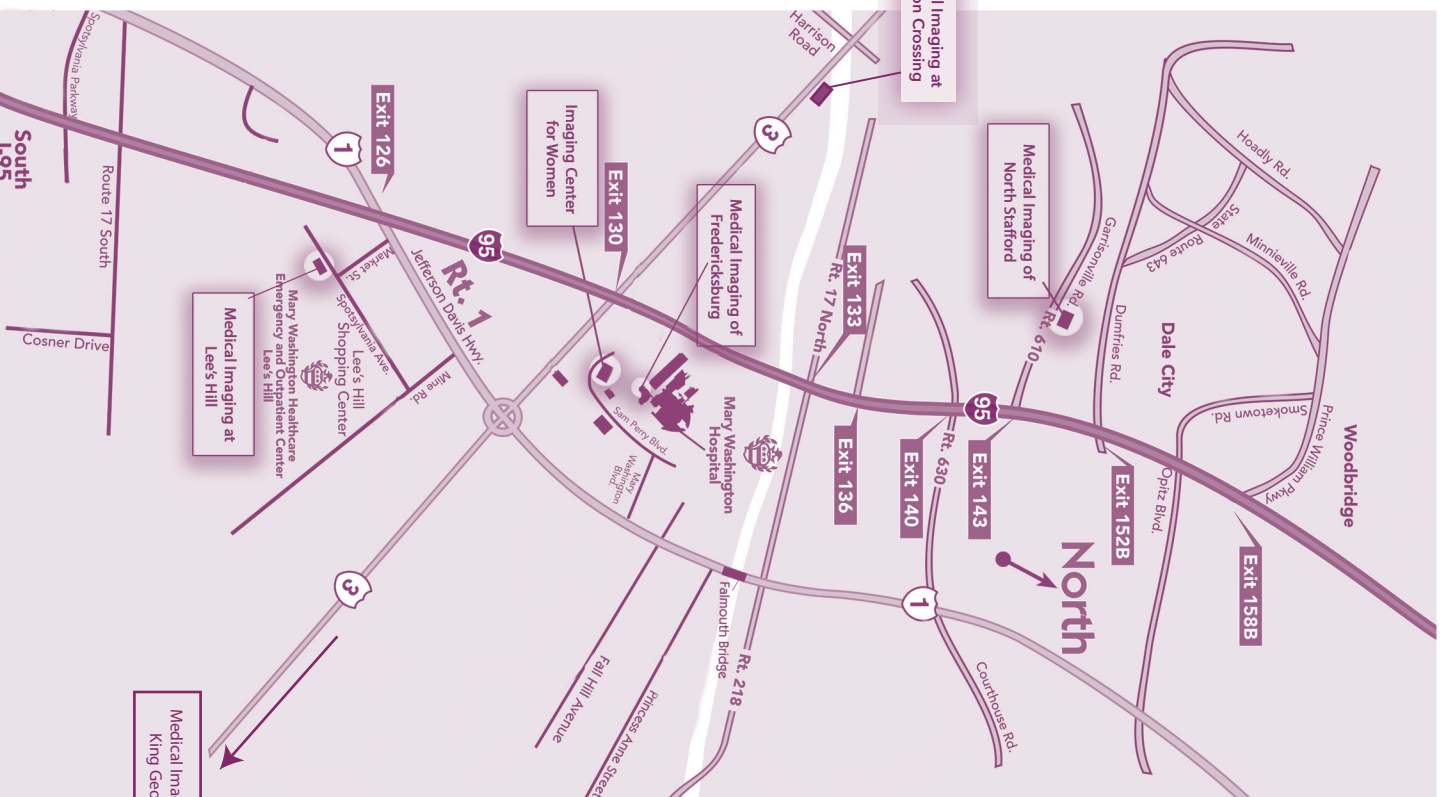 Woodbridge
Exit 158B
Prince William Pkwy
Hoadly Rd.
Minnieville Rd.
Smoketown Rd.
State
Route 643
Opitz Blvd.
Dale City
Dumfries Rd.
Exit 152B
Garrisonville Rd.
Rt. 610
North
Medical Imaging of
North Stafford
95
Exit 143
Courthouse Rd.
Rt. 630
1
Exit 140
l Imaging at
on Crossing
Exit 133
Exit 136
Rt. 17 North
Rt. 218
Harrison
Road
3
Falmouth Bridge
Mary Washington
Hospital
Medical Imaging of
Fredericksburg
Sam Perry Blvd.
Mary
Washington
Blvd.
Princess Anne Street
Fall Hill Avenue
Exit 130
Imaging Center
for Women
95
Rt. 1
Jefferson Davis Hwy.
Mine Rd.
Exit 126
Market St.
Spotsylvania Ave.
Lee's Hill
Shopping Center
1
3
Mary Washington Healthcare
Emergency and Outpatient Center
Lee's Hill
Medical Imaging at
Lee's Hill
Medical Ima
King Geo
Route 17 South
Cosner Drive
Spotsylvania Parkway
South
I-95